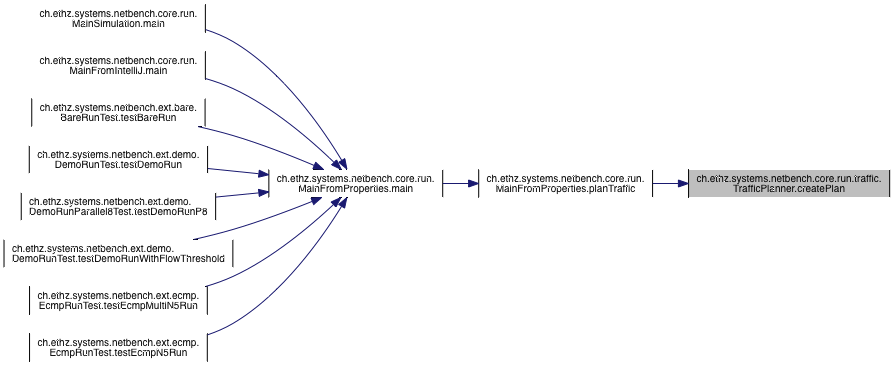 ch.ethz.systems.netbench.core.run.
MainSimulation.main
ch.ethz.systems.netbench.core.run.
MainFromIntelliJ.main
ch.ethz.systems.netbench.ext.bare.
BareRunTest.testBareRun
ch.ethz.systems.netbench.ext.demo.
DemoRunTest.testDemoRun
ch.ethz.systems.netbench.ext.demo.
DemoRunParallel8Test.testDemoRunP8
ch.ethz.systems.netbench.ext.demo.
DemoRunTest.testDemoRunWithFlowThreshold
ch.ethz.systems.netbench.ext.ecmp.
EcmpRunTest.testEcmpMultiN5Run
ch.ethz.systems.netbench.ext.ecmp.
EcmpRunTest.testEcmpN5Run
ch.ethz.systems.netbench.core.run.
MainFromProperties.main
ch.ethz.systems.netbench.core.run.
MainFromProperties.planTraffic
ch.ethz.systems.netbench.core.run.traffic.
TrafficPlanner.createPlan